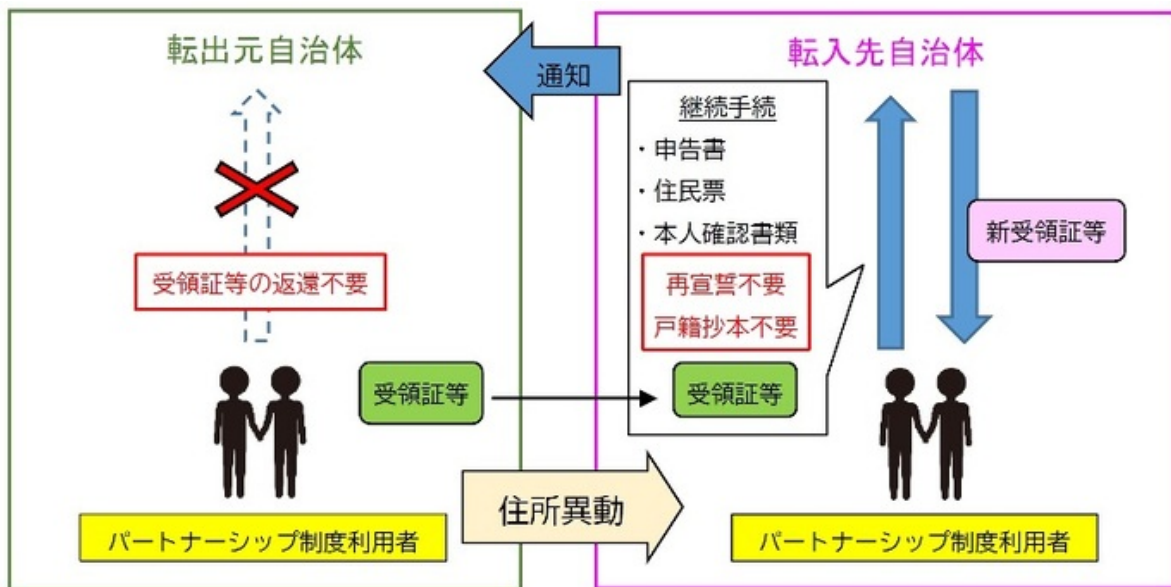 転出元自治体
受領証等の返還不要
受領証等
パートナーシップ制度利用者
通知
住所異動
転入先自治体
継続手続
・申告書
・住民票
・本人確認書類
再宣誓不要
戸籍抄本不要
受領証等
新受領証等
パートナーシップ制度利用者